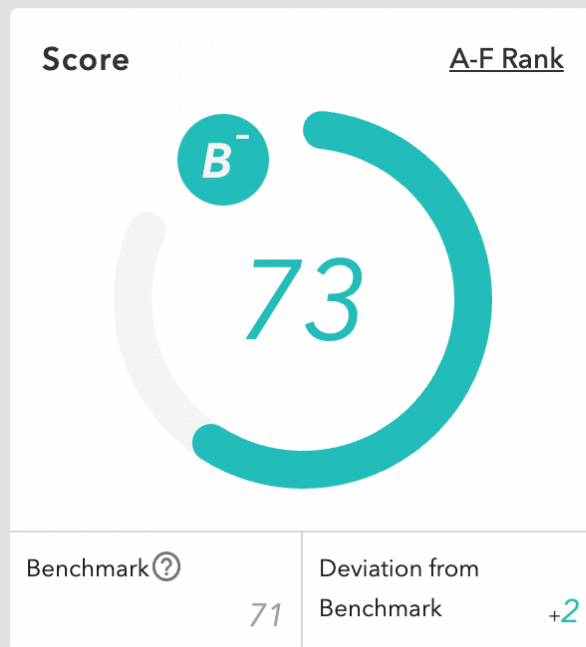 Score
A-F Rank
B-
73
Benchmark ?
71
Deviation from
Benchmark
+2